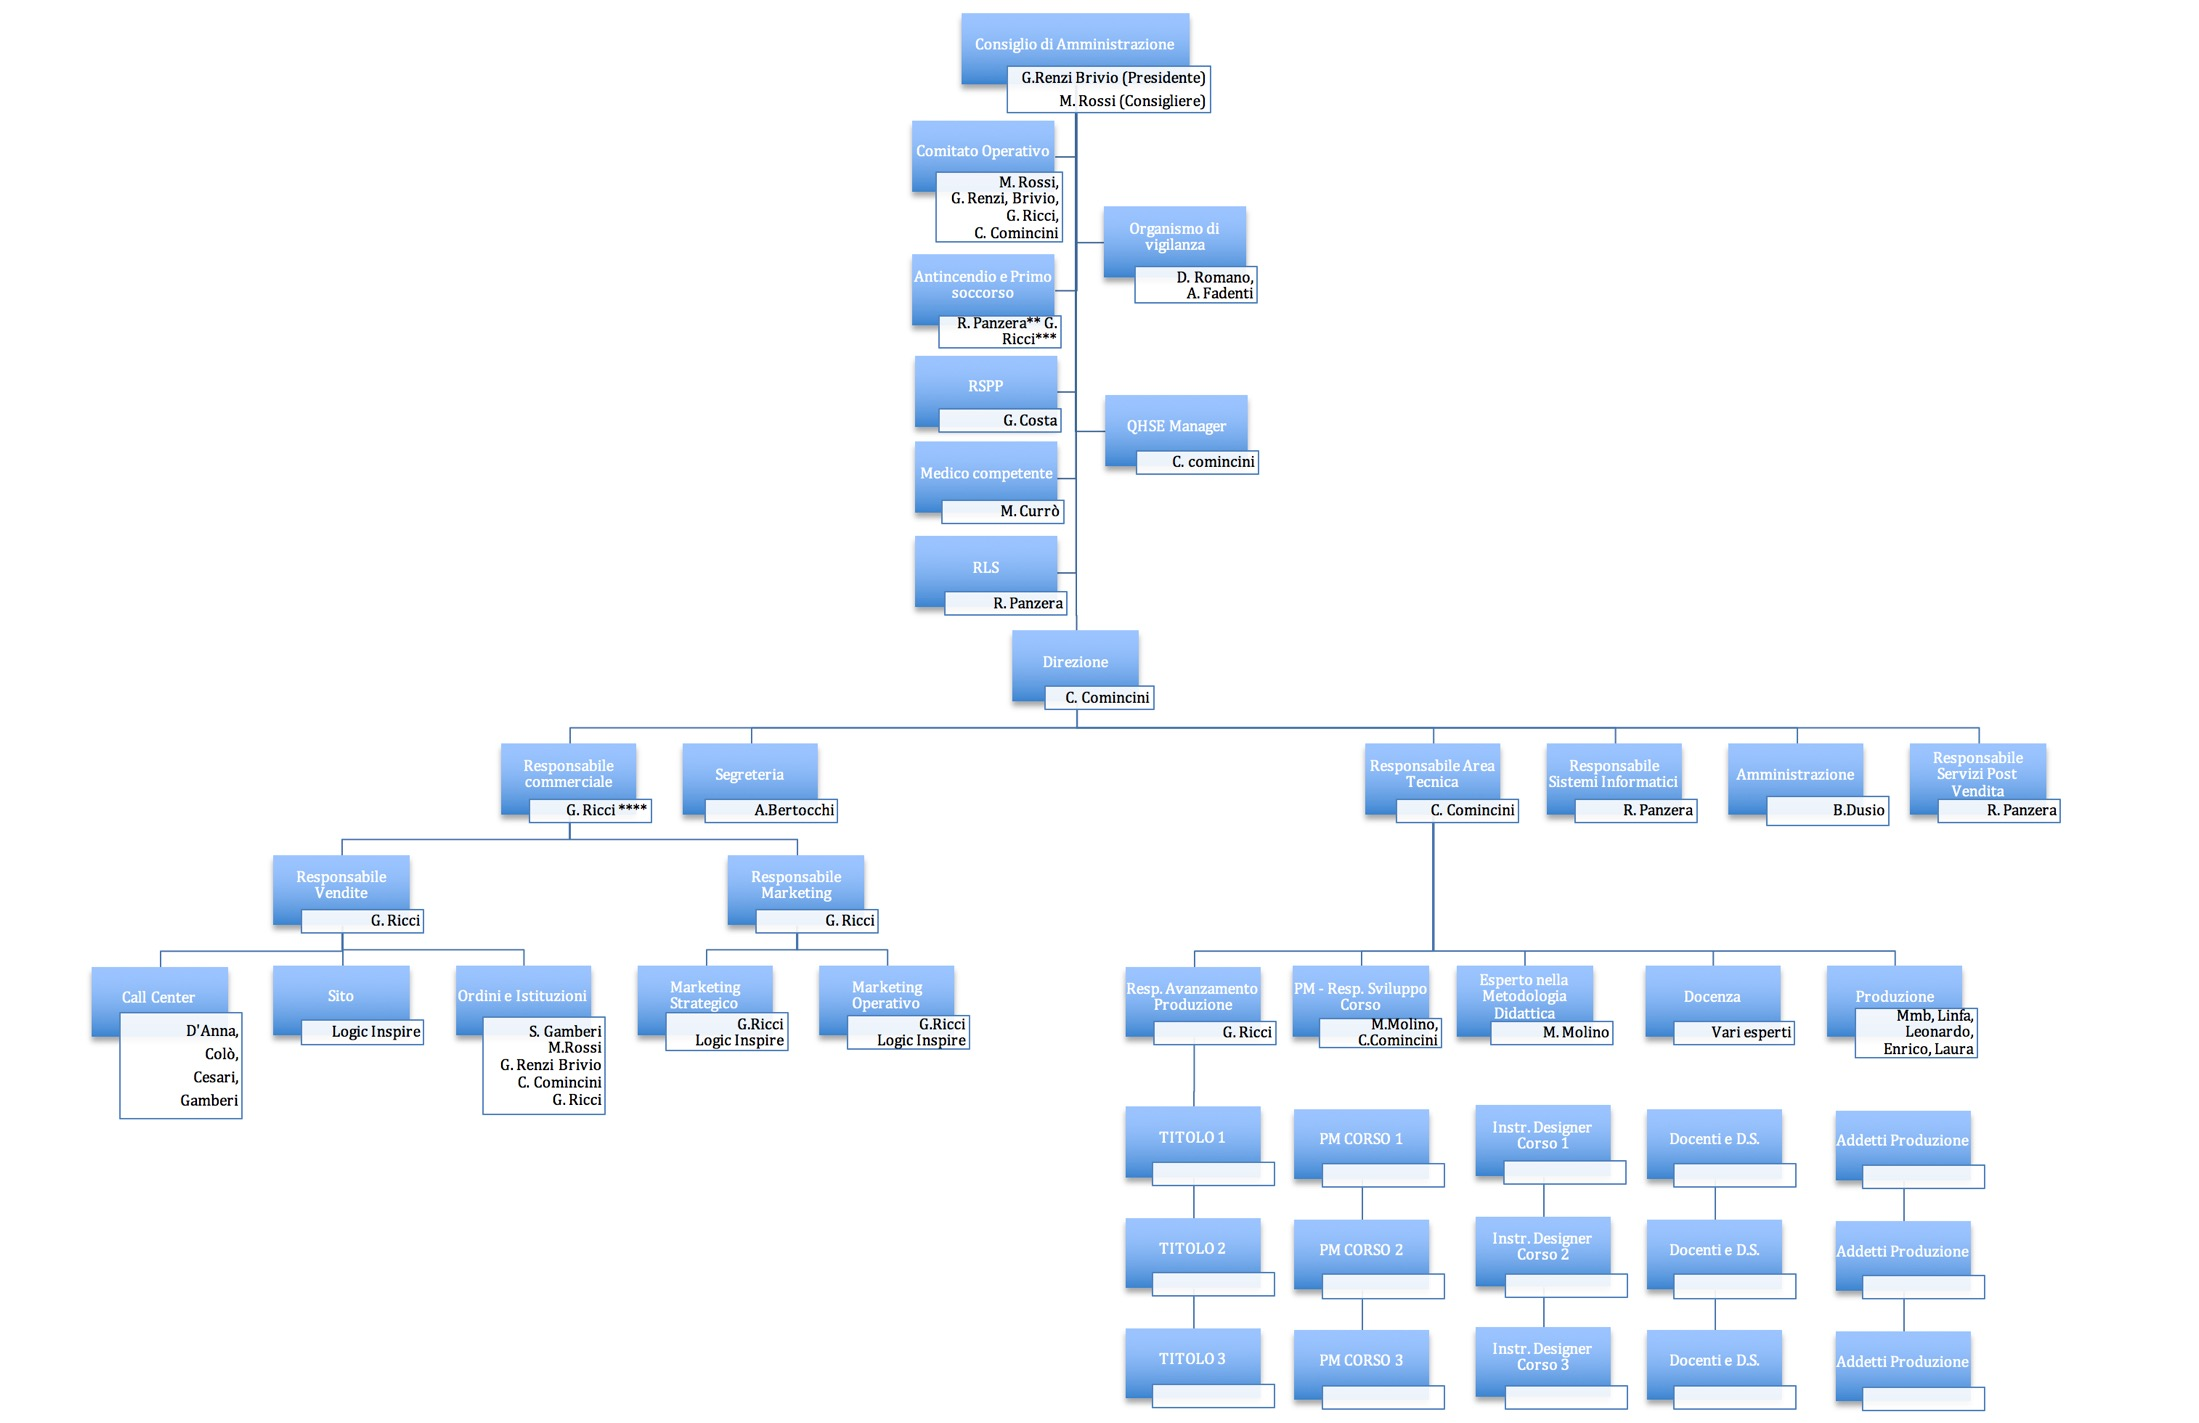 Consiglio di Amministrazione
G.Renzi Brivio (Presidente)
M. Rossi (Consigliere)
Comitato Operativo
M. Rossi,
G. Renzi, Brivio,
G. Ricci,
C. Comincini
Organismo di
vigilanza
D. Romano,
A. Fadenti
Antincendio e Primo
soccorso
R. Panzera** G.
Ricci***
RSPP
G. Costa
QHSE Manager
C. comincini
Medico competente
M. Currò
RLS
R. Panzera
Direzione
C. Comincini
Responsabile
commerciale
G. Ricci ****
Segreteria
A.Bertocchi
Responsabile Area
Tecnica
C. Comincini
Responsabile
Sistemi Informatici
R. Panzera
Amministrazione
B.Dusio
Responsabile
Servizi Post
Vendita
R. Panzera
Responsabile
Vendite
G. Ricci
Responsabile
Marketing
G. Ricci
Call Center
D'Anna,
Colò,
Cesari,
Gamberi
Sito
Logic Inspire
Ordini e Istituzioni
S. Gamberi
M.Rossi
G. Renzi Brivio
C. Comincini
G. Ricci
Marketing
Strategico
G.Ricci
Logic Inspire
Marketing
Operativo
G.Ricci
Logic Inspire
Resp. Avanzamento
Produzione
G. Ricci
PM - Resp. Sviluppo
Corso
M.Molino,
C.Comincini
Esperto nella
Metodologia
Didattica
M. Molino
Docenza
Vari esperti
Produzione
Mmb, Linfa,
Leonardo,
Enrico, Laura
TITOLO 1
PM CORSO 1
Instr. Designer
Corso 1
Docenti e D.S.
Addetti Produzione
TITOLO 2
PM CORSO 2
Instr. Designer
Corso 2
Docenti e D.S.
Addetti Produzione
TITOLO 3
PM CORSO 3
Instr. Designer
Corso 3
Docenti e D.S.
Addetti Produzione